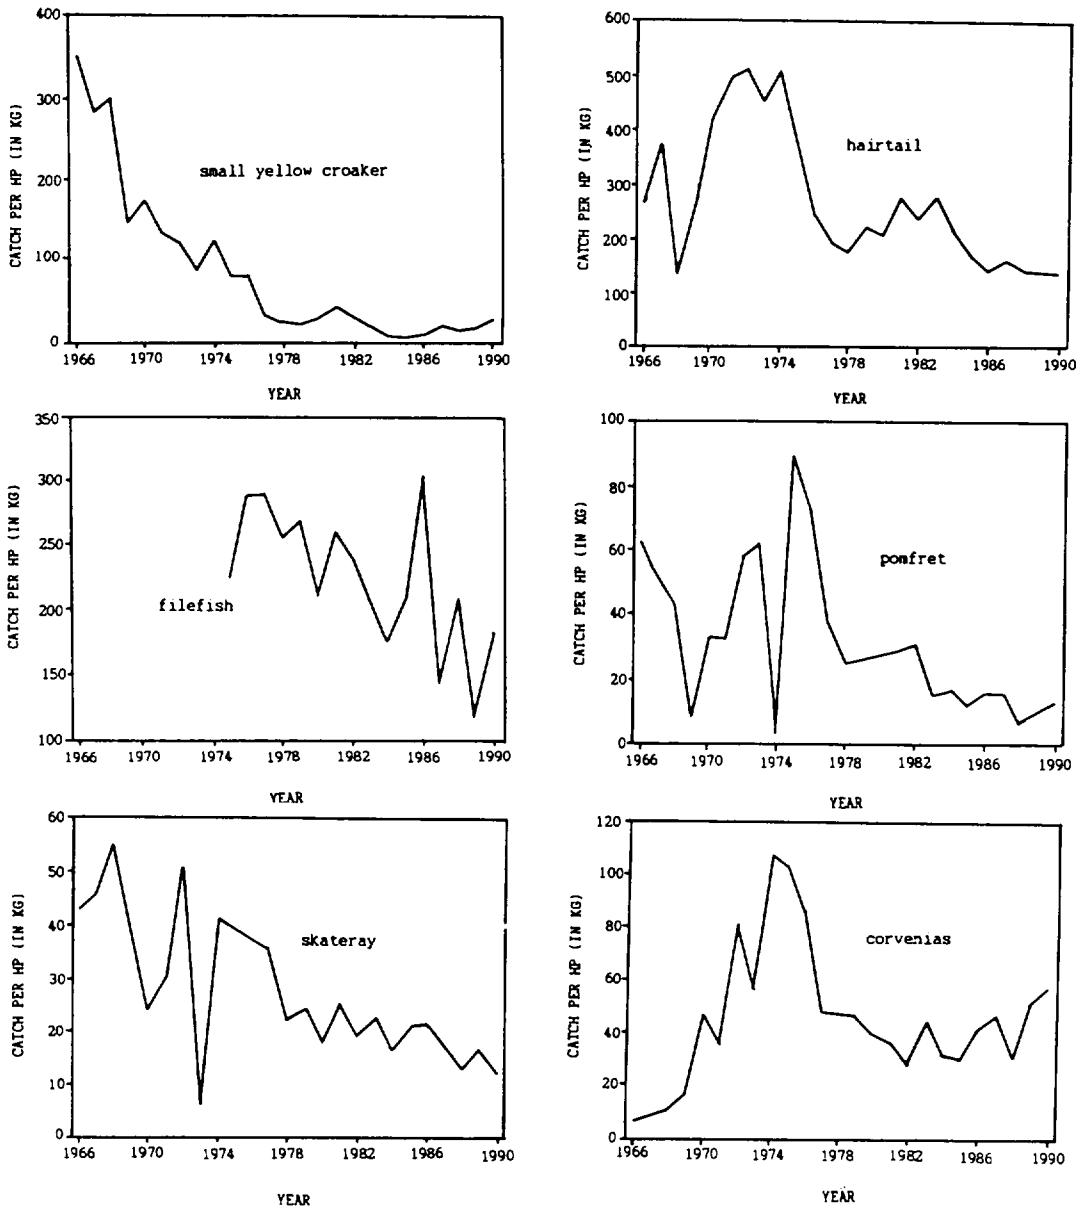 400
300
200
100
0
CATCH PER HP (IN KG)
small yellow croaker
1966 1970 1974 1978 1982 1986 1990
YEAR
600
500
400
300
200
100
0
CATCH PER HP (IN KG)
hairtail
1966 1970 1974 1978 1982 1986 1990
YEAR
350
300
250
200
150
100
CATCH PER HP (IN KG)
filefish
1966 1970 1974 1978 1982 1986 1990
YEAR
100
80
60
40
20
0
CATCH PER HP (IN KG)
pomfret
1966 1970 1974 1978 1982 1986 1990
YEAR
60
50
40
30
20
10
0
CATCH PER HP (IN KG)
skateray
1966 1970 1974 1978 1982 1986 1990
YEAR
120
100
80
60
40
20
0
CATCH PER HP (IN KG)
corvenias
1966 1970 1974 1978 1982 1986 1990
YEAR